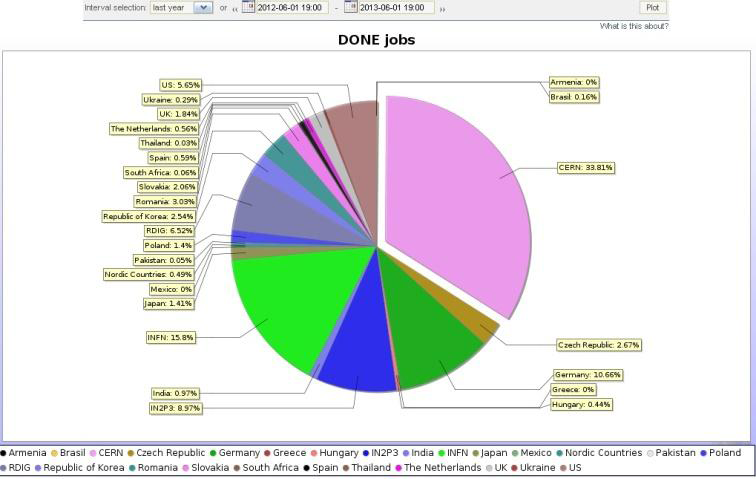 Interval selection: last year or ‹‹ 2012-06-01 19:00 - 2013-06-01 19:00 ›› Plot
What is this about?
DONE jobs
US: 5.65%
Ukraine: 0.29%
UK: 1.84%
The Netherlands: 0.56%
Thailand: 0.03%
Spain: 0.59%
South Africa: 0.06%
Slovakia: 2.06%
Romania: 3.03%
Republic of Korea: 2.54%
RDIG: 6.52%
Poland: 1.4%
Pakistan: 0.05%
Nordic Countries: 0.49%
Mexico: 0%
Japan: 1.41%
INFN: 15.8%
India: 0.97%
IN2P3: 8.97%
Armenia: 0%
Brasil: 0.16%
CERN: 33.81%
Czech Republic: 2.67%
Germany: 10.66%
Greece: 0%
Hungary: 0.44%
Armenia Brasil CERN Czech Republic Germany Greece Hungary IN2P3 India INFN Japan Mexico Nordic Countries Pakistan Poland
RDIG Republic of Korea Romania Slovakia South Africa Spain Thailand The Netherlands UK Ukraine US